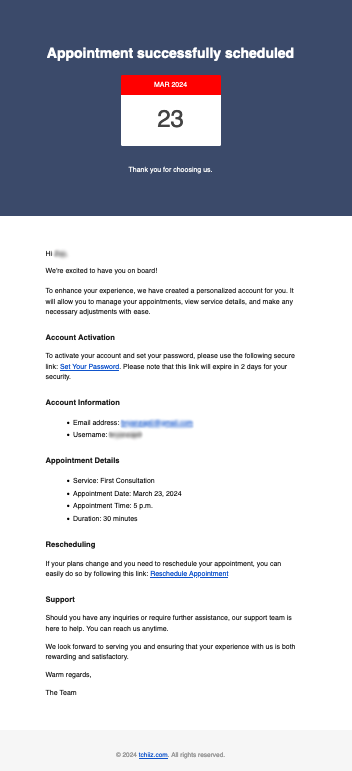 Appointment successfully scheduled
MAR 2024
23
Thank you for choosing us.
Hi
We're excited to have you on board!
To enhance your experience, we have created a personalized account for you. It
will allow you to manage your appointments, view service details, and make any
necessary adjustments with ease.
Account Activation
To activate your account and set your password, please use the following secure
link: Set Your Password. Please note that this link will expire in 2 days for your
security.
Account Information
• Email address:
• Username:
Appointment Details
• Service: First Consultation
• Appointment Date: March 23, 2024
• Appointment Time: 5 p.m.
• Duration: 30 minutes
Rescheduling
If your plans change and you need to reschedule your appointment, you can
easily do so by following this link: Reschedule Appointment
Support
Should you have any inquiries or require further assistance, our support team is
here to help. You can reach us anytime.
We look forward to serving you and ensuring that your experience with us is both
rewarding and satisfactory.
Warm regards,
The Team
© 2024 tchiiz.com. All rights reserved.